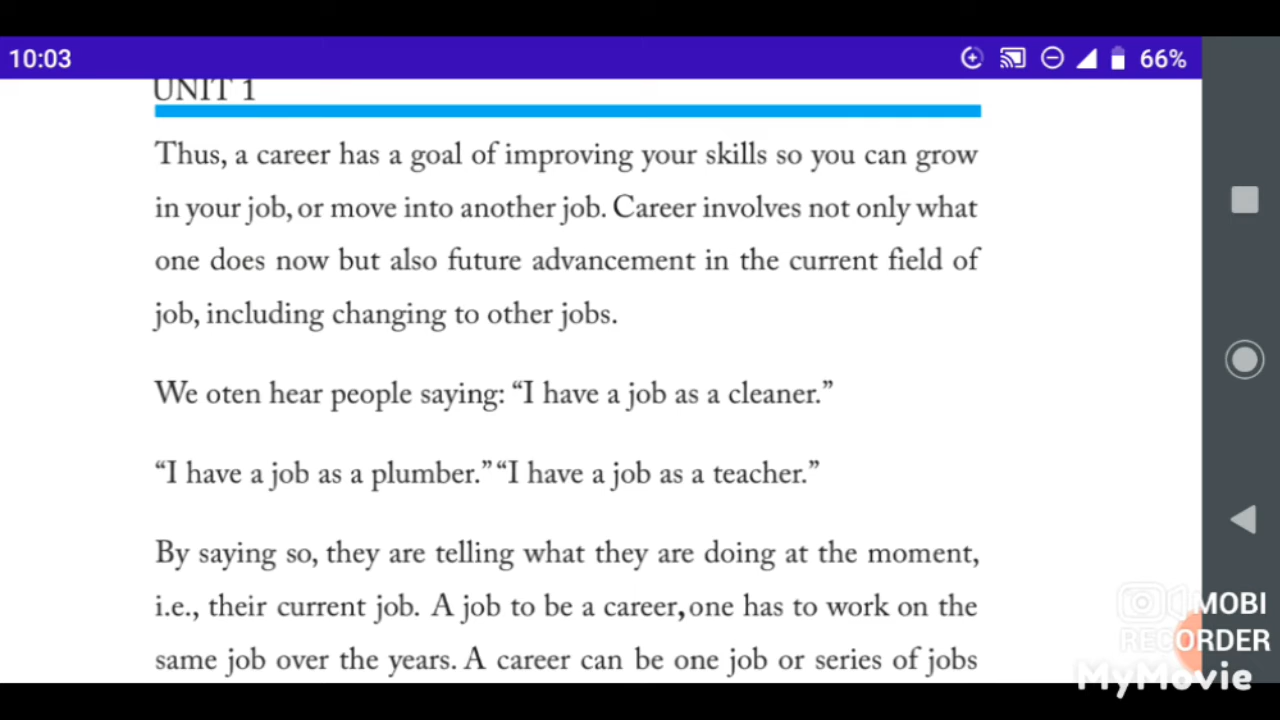 10:03
66%
UNIT 1
Thus, a career has a goal of improving your skills so you can grow
in your job, or move into another job. Career involves not only what
one does now but also future advancement in the current field of
job, including changing to other jobs.
We oten hear people saying: “I have a job as a cleaner.”
“I have a job as a plumber.” “I have a job as a teacher.”
By saying so, they are telling what they are doing at the moment,
i.e., their current job. A job to be a career, one has to work on the
same job over the years. A career can be one job or series of jobs
MOBI
RECORDER
MyMovie